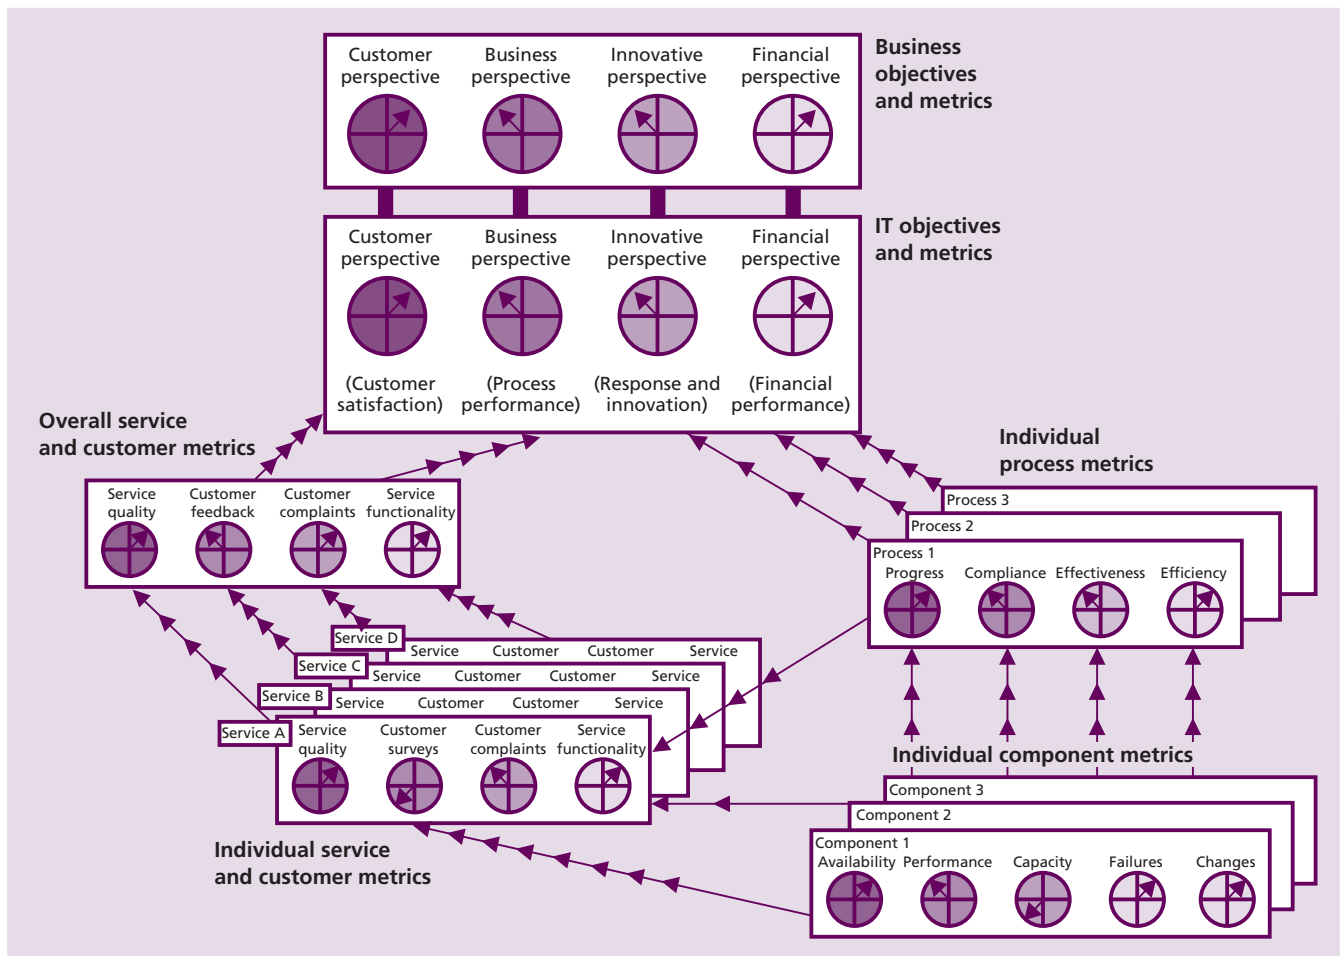 Customer perspective
Business perspective
Innovative perspective
Financial perspective
Business objectives and metrics
Customer perspective
Business perspective
Innovative perspective
Financial perspective
IT objectives and metrics
(Customer satisfaction)
(Process performance)
(Response and innovation)
(Financial performance)
Overall service and customer metrics
Service quality
Customer feedback
Customer complaints
Service functionality
Individual process metrics
Process 3
Process 2
Process 1
Progress
Compliance
Effectiveness
Efficiency
Service D
Service
Customer
Customer
Service
Service C
Service
Customer
Customer
Service
Service B
Service
Customer
Customer
Service
Service A
Service quality
Customer surveys
Customer complaints
Service functionality
Individual service and customer metrics
Individual component metrics
Component 3
Component 2
Component 1
Availability
Performance
Capacity
Failures
Changes